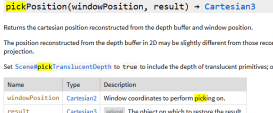 pickPosition(windowPosition, result) → Cartesian3
Returns the cartesian position reconstructed from the depth buffer and window position.
The position reconstructed from the depth buffer in 2D may be slightly different from those reco
projection.
Set Scene#pickTranslucentDepth to true to include the depth of translucent primitives; o
Name Type Description
windowPosition Cartesian2 Window coordinates to perform picking on.
result Cartesian3 optional The object on which to restore the result.